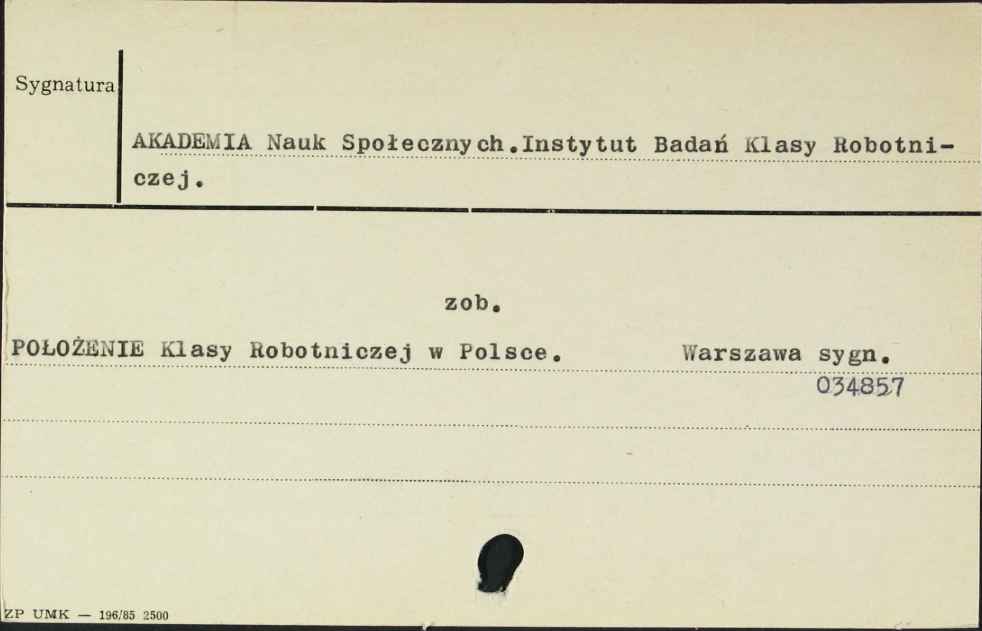 Sygnatura
AKADEMIA Nauk Społecznych.Instytut Badań Klasy Robotni-
czej.
zob.
POŁOŻENIE Klasy Robotniczej w Polsce. Warszawa sygn.
034857
ZP UMK — 196/85 2500